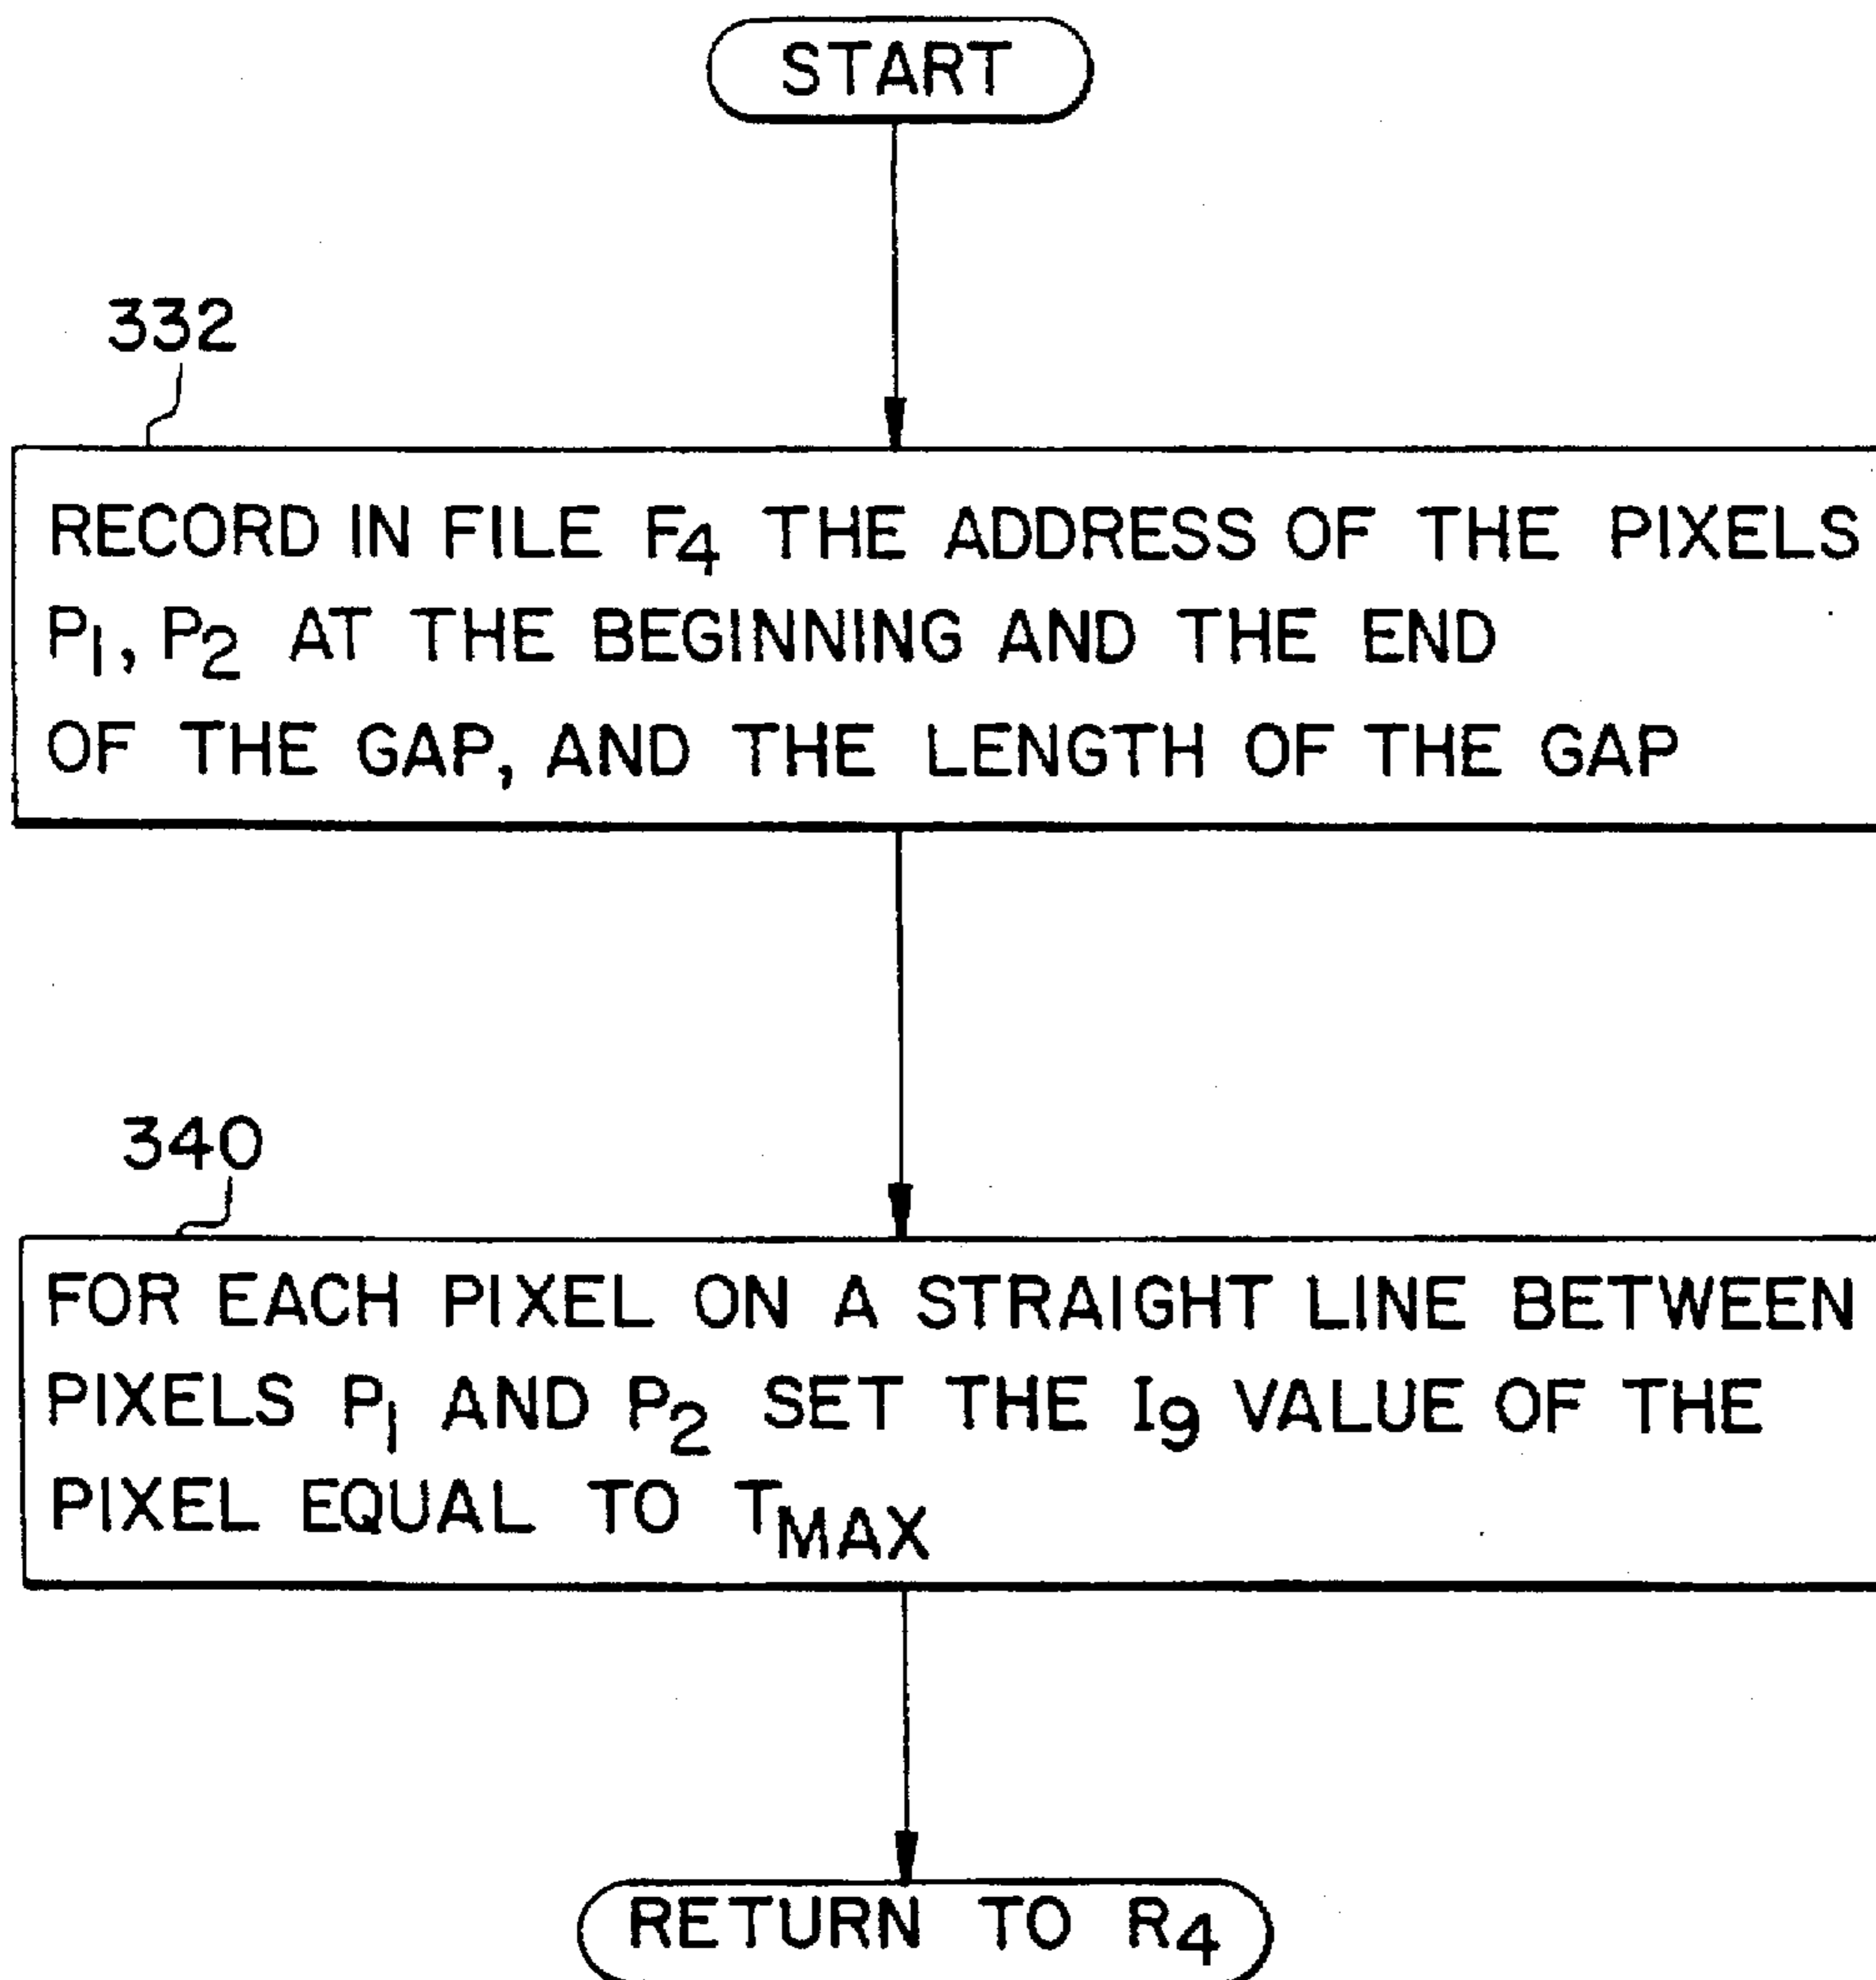 START
332
RECORD IN FILE F4 THE ADDRESS OF THE PIXELS
P1, P2 AT THE BEGINNING AND THE END
OF THE GAP, AND THE LENGTH OF THE GAP
340
FOR EACH PIXEL ON A STRAIGHT LINE BETWEEN
PIXELS P1 AND P2 SET THE I9 VALUE OF THE
PIXEL EQUAL TO TMAX
RETURN TO R4